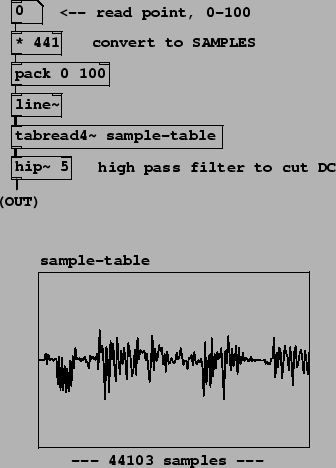 0 <-- read point, 0-100
* 441 convert to SAMPLES
pack 0 100
line~
tabread4~ sample-table
hip~ 5 high pass filter to cut DC
(OUT)
sample-table
--- 44103 samples ---